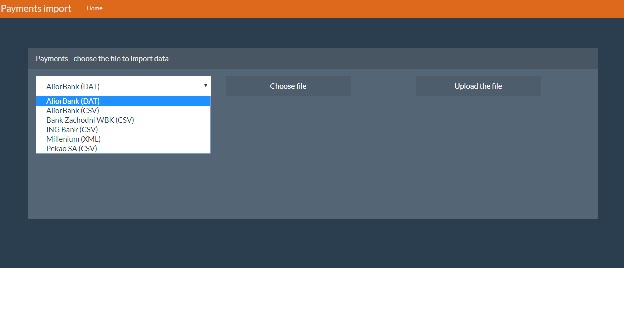 Payments import Home
Payments - choose the file to import data
AliorBank (DAT) Choose file Upload the file
AliorBank (DAT)
AliorBank (CSV)
Bank Zachodni WBK (CSV)
ING Bank (CSV)
Millenium (XML)
Pekao SA (CSV)